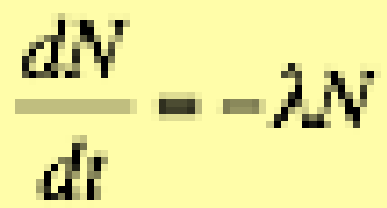 dN/dt = -λN